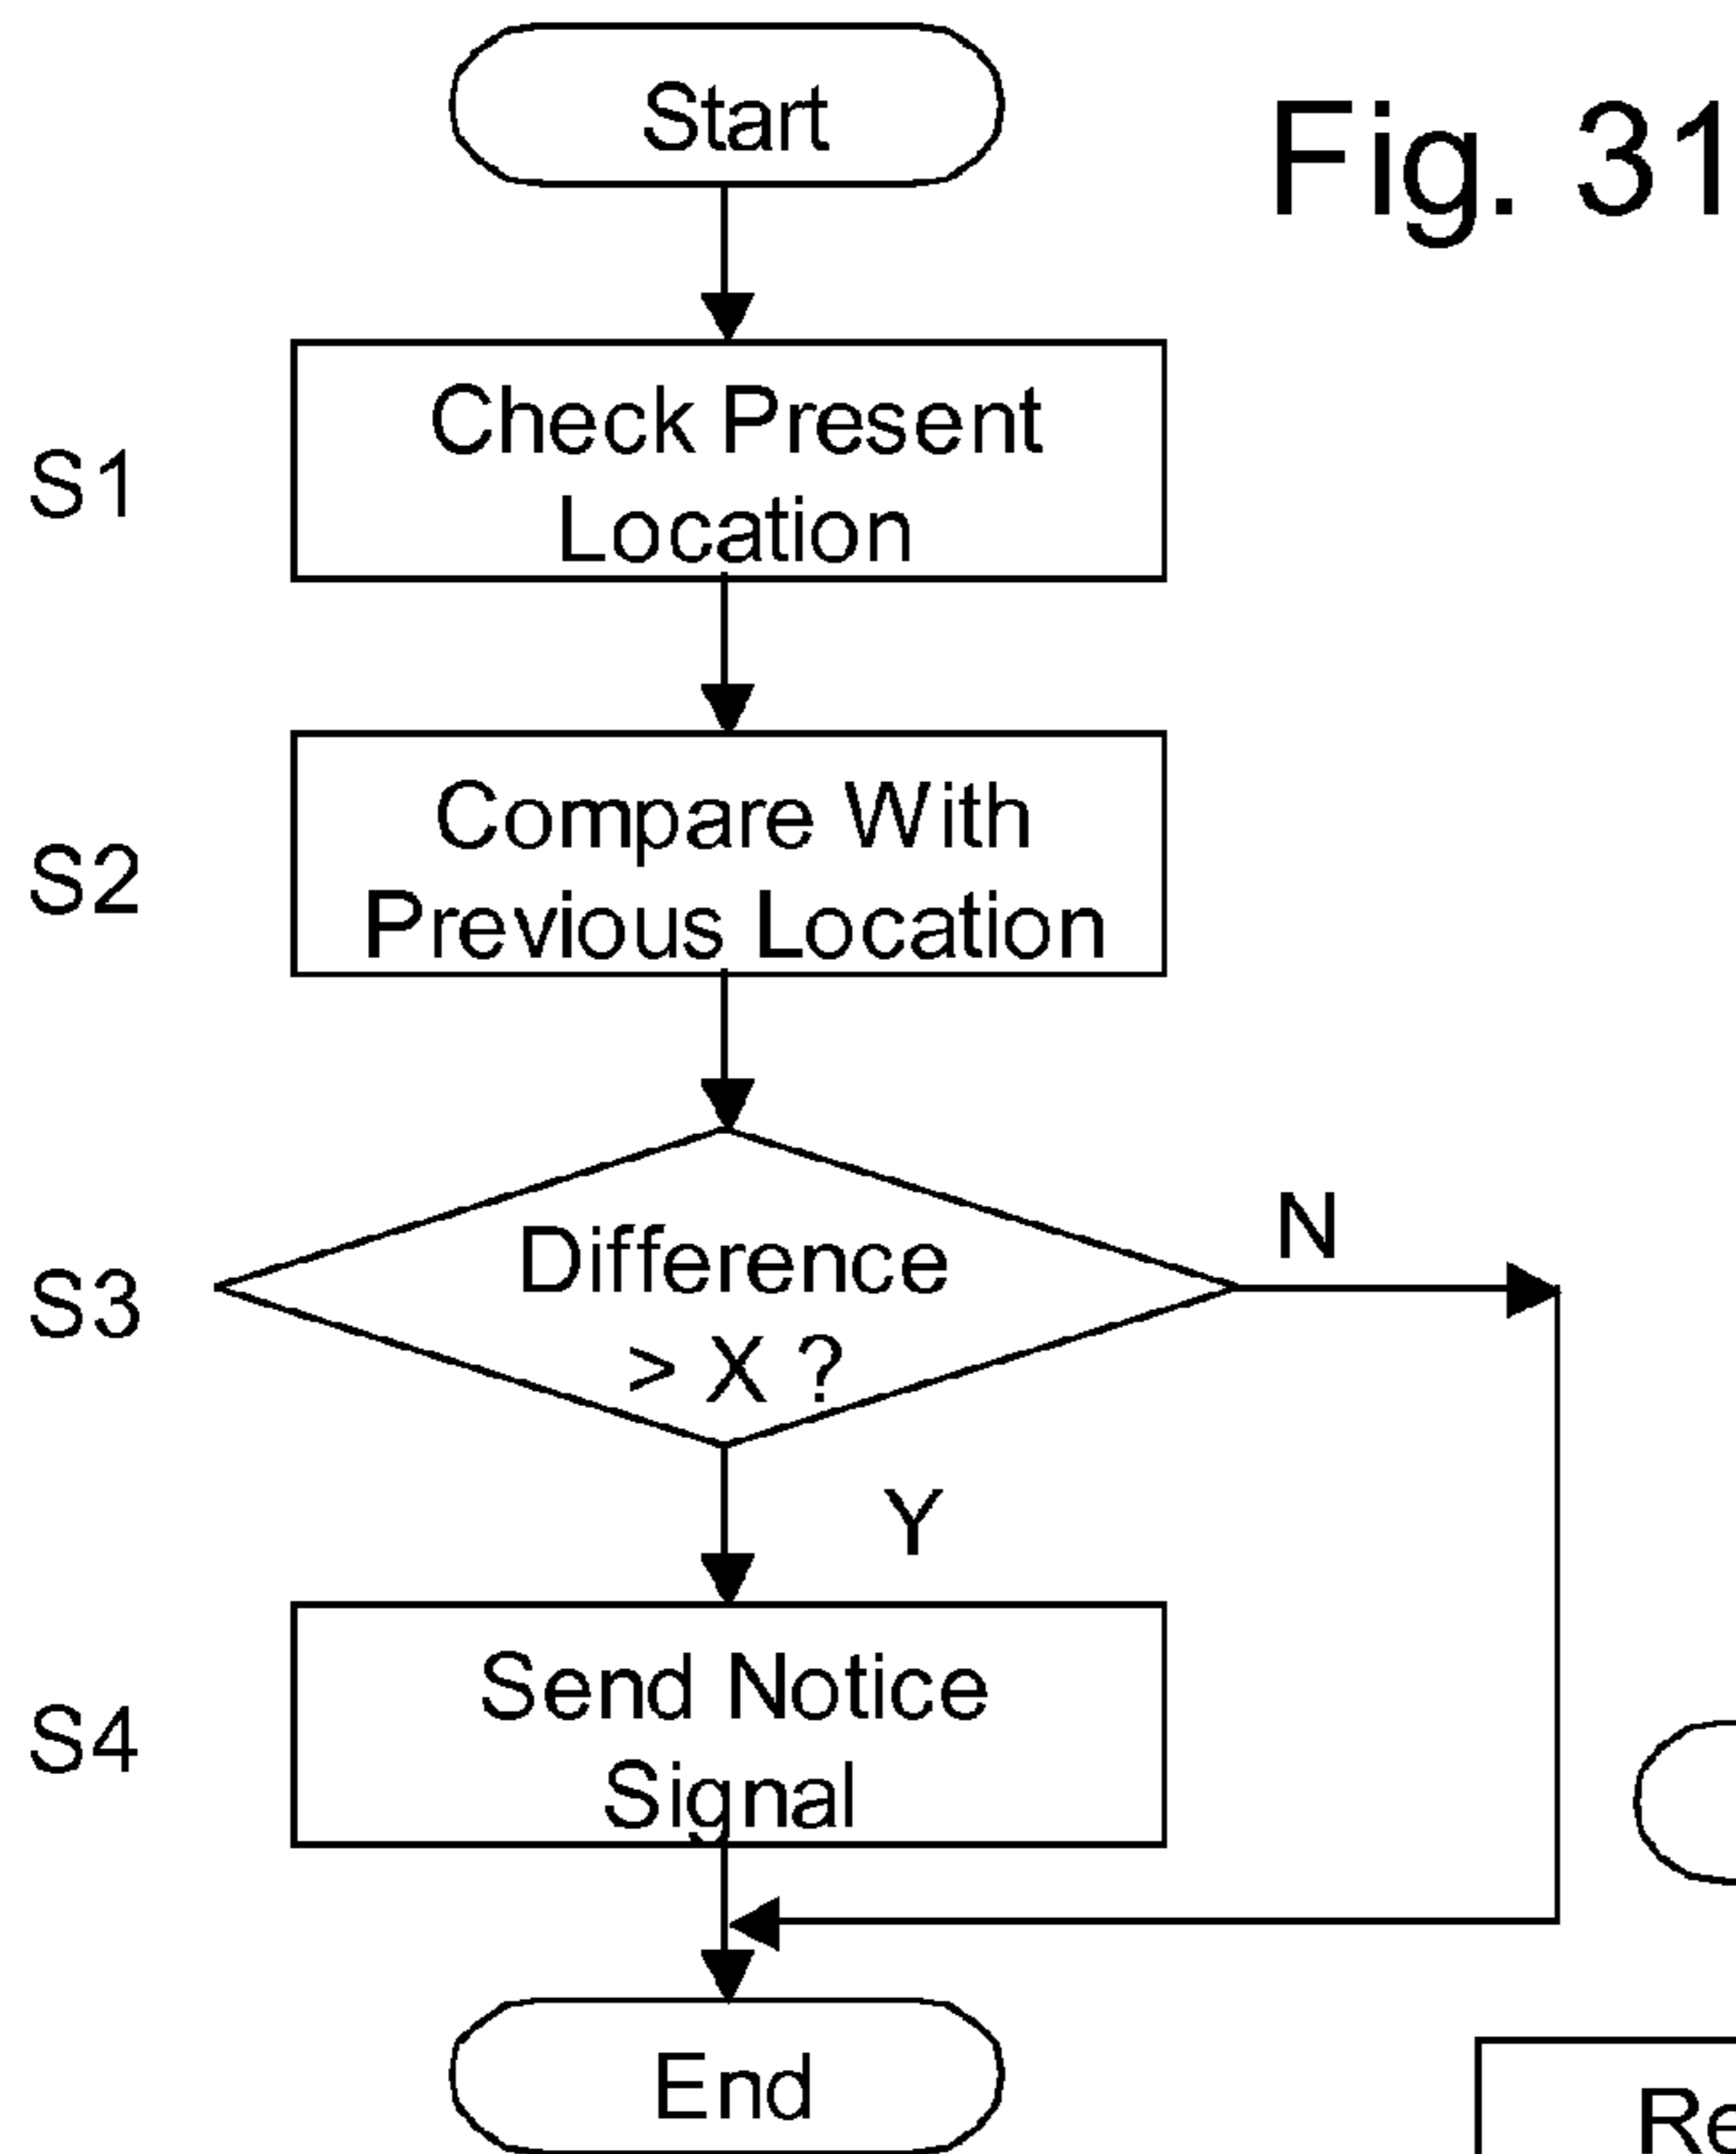 Start
Fig. 31
S1
Check Present
Location
S2
Compare With
Previous Location
S3
Difference
> X ?
N
Y
S4
Send Notice
Signal
End